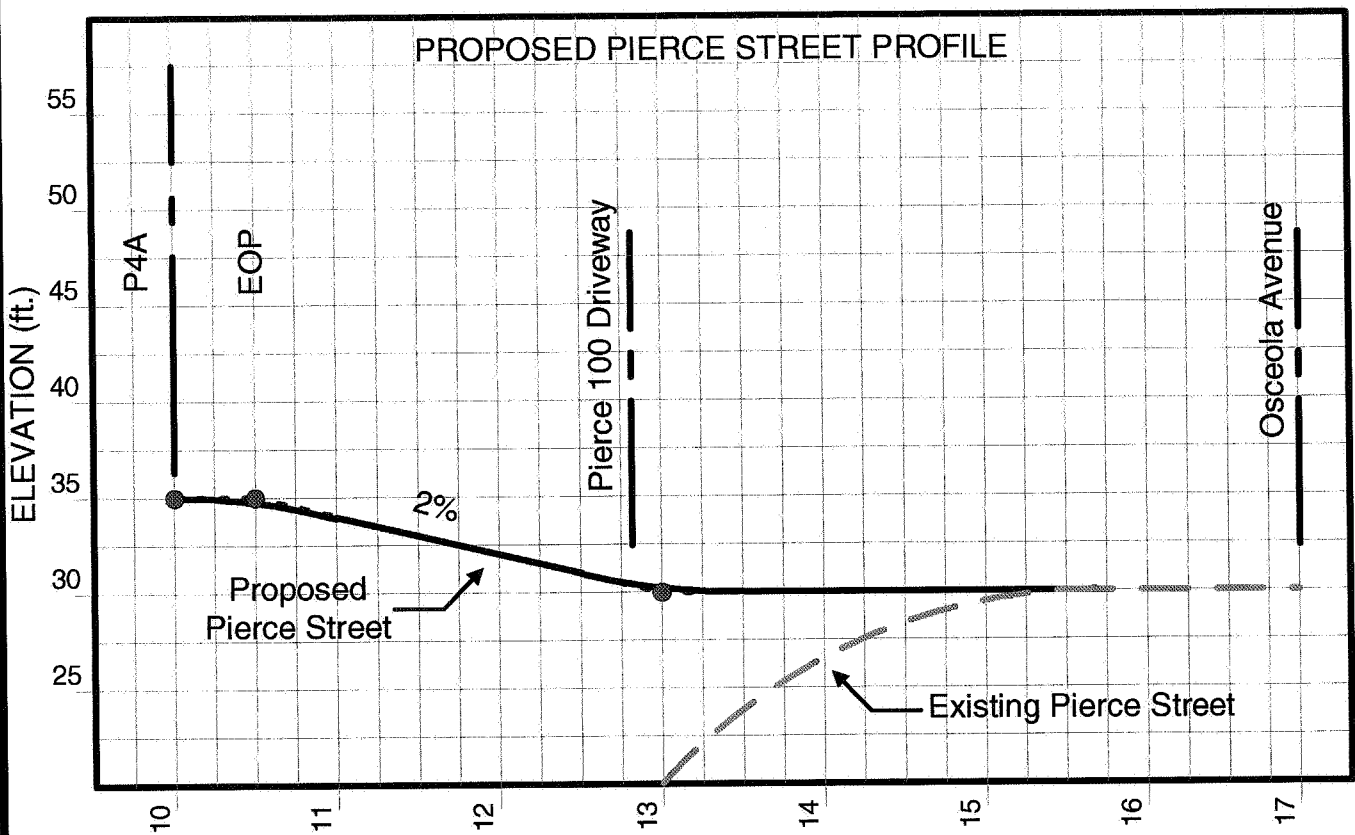 PROPOSED PIERCE STREET PROFILE
ELEVATION (ft.)
55
50
45
40
35
30
25
P4A
EOP
Pierce 100 Driveway
Osceola Avenue
2%
Proposed
Pierce Street
Existing Pierce Street
10
11
12
13
14
15
16
17